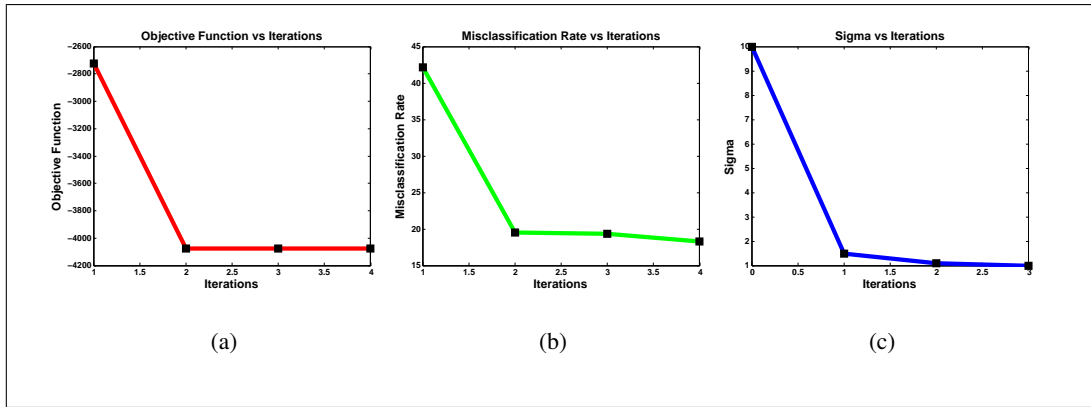 Objective Function vs Iterations
−2600
−2800
−3000
−3200
−3400
−3600
−3800
−4000
−4200
Objective Function
1 1.5 2 2.5 3 3.5 4
Iterations
(a)
Misclassification Rate vs Iterations
45
40
35
30
25
20
15
Misclassification Rate
1 1.5 2 2.5 3 3.5 4
Iterations
(b)
Sigma vs Iterations
10
9
8
7
6
5
4
3
2
1
Sigma
0 0.5 1 1.5 2 2.5 3
Iterations
(c)